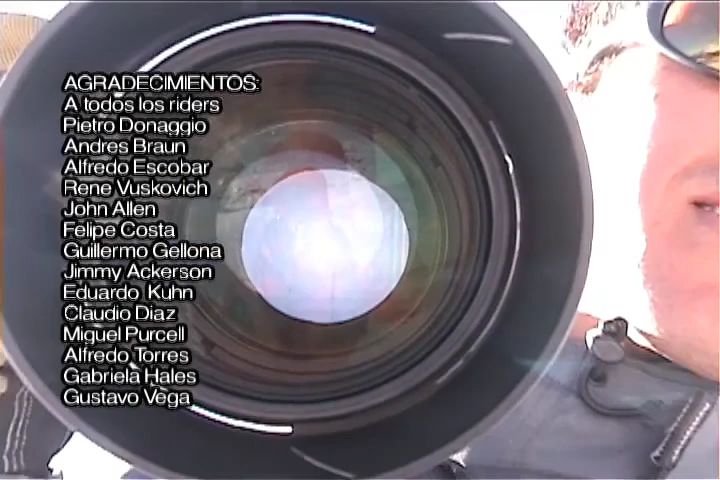 AGRADECIMIENTOS:
A todos los riders
Pietro Donaggio
Andres Braun
Alfredo Escobar
Rene Vuskovich
John Allen
Felipe Costa
Guillermo Gellona
Jimmy Ackerson
Eduardo Kuhn
Claudio Diaz
Miguel Purcell
Alfredo Torres
Gabriela Hales
Gustavo Vega